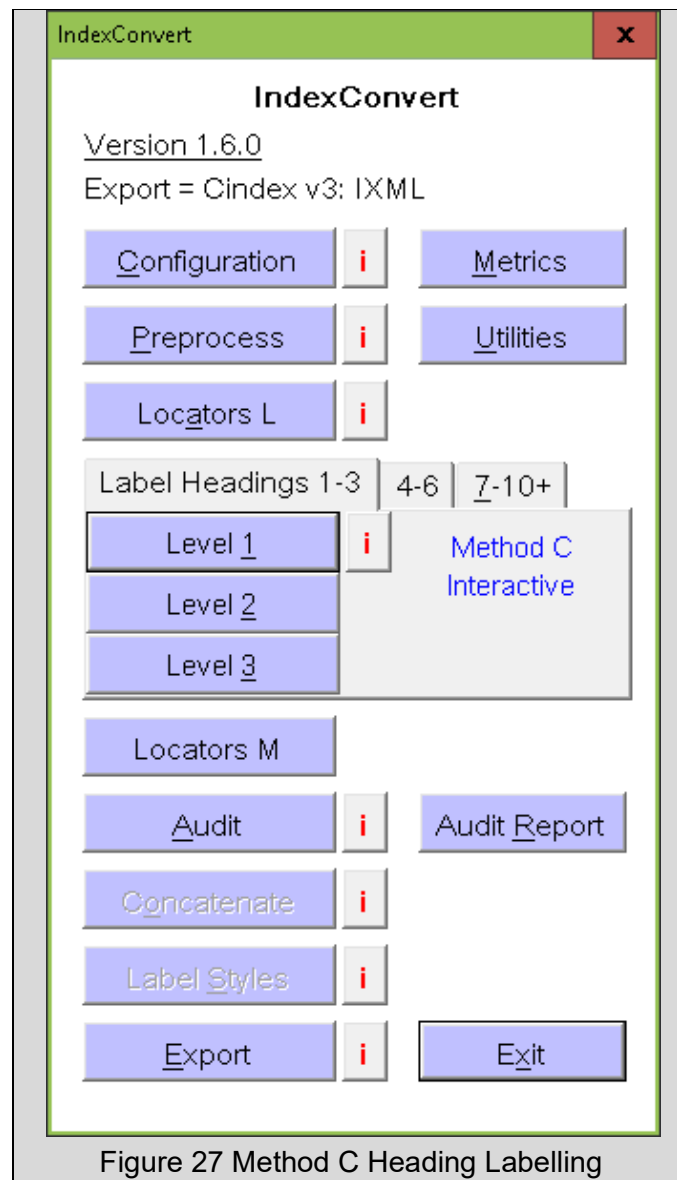 IndexConvert
x
IndexConvert
Version 1.6.0
Export = Cindex v3: IXML
Configuration i Metrics
Preprocess i Utilities
Locators L i
Label Headings 1-3 4-6 7-10+
Level 1 i Method C
Interactive
Level 2
Level 3
Locators M
Audit i Audit Report
Concatenate i
Label Styles i
Export i Exit
Figure 27 Method C Heading Labelling